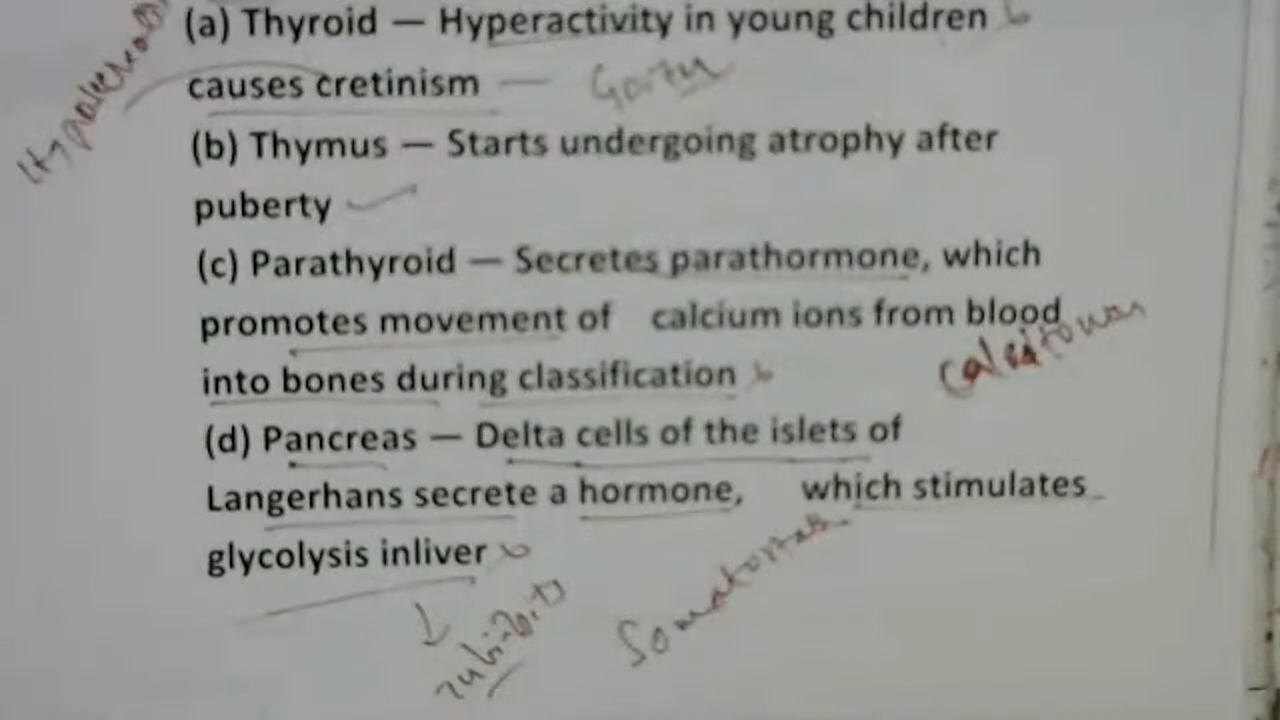 (a) Thyroid — Hyperactivity in young children
causes cretinism —
(b) Thymus — Starts undergoing atrophy after
puberty
(c) Parathyroid — Secretes parathormone, which
promotes movement of calcium ions from blood
into bones during classification
(d) Pancreas — Delta cells of the islets of
Langerhans secrete a hormone, which stimulates
glycolysis inliver